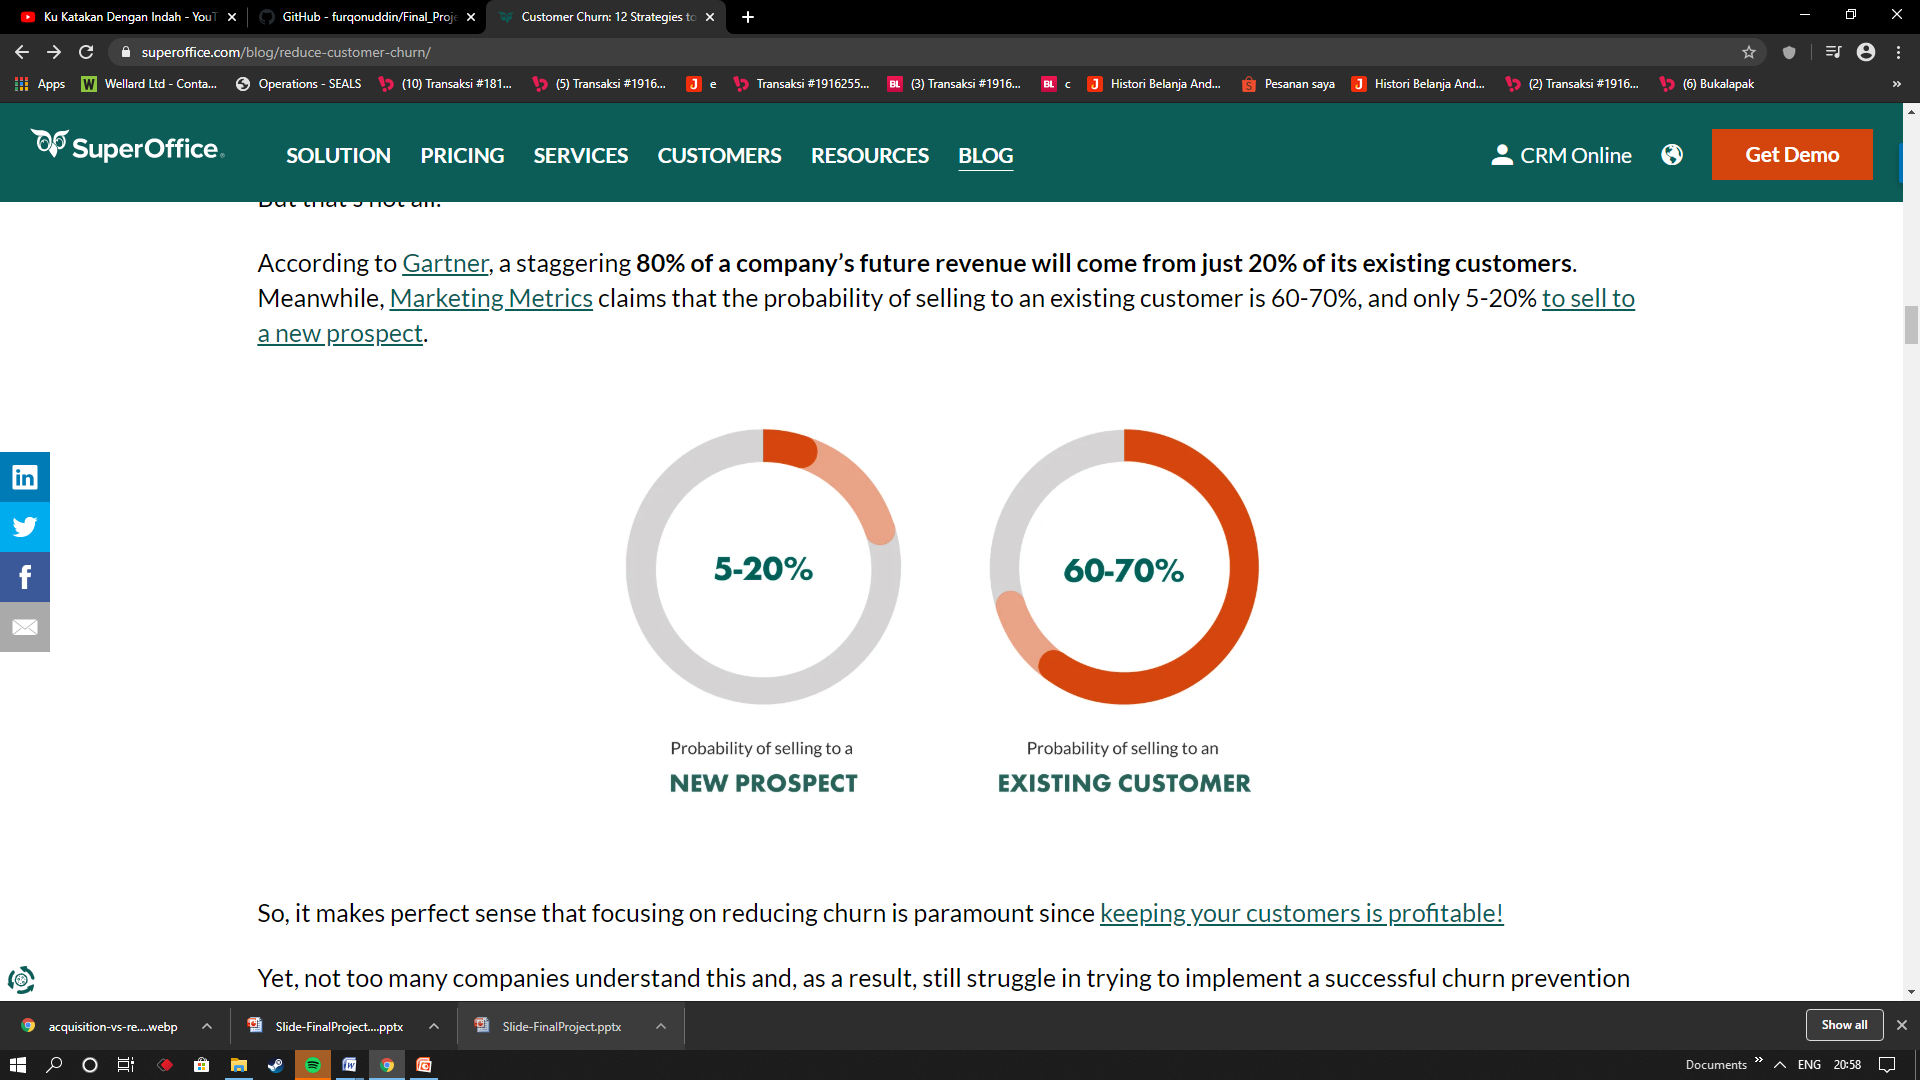 Ku Katakan Dengan Indah - YouT
GitHub - furqonuddin/Final_Proje
Customer Churn: 12 Strategies to
superoffice.com/blog/reduce-customer-churn/
Apps
Wellard Ltd - Conta...
Operations - SEALS
(10) Transaksi #181...
(5) Transaksi #1916...
e
Transaksi #1916255...
(3) Transaksi #1916...
c
Histori Belanja And...
Pesanan saya
Histori Belanja And...
(2) Transaksi #1916...
(6) Bukalapak
SuperOffice
SOLUTION PRICING SERVICES CUSTOMERS RESOURCES BLOG
CRM Online
Get Demo
But that's not all.
According to Gartner, a staggering 80% of a company's future revenue will come from just 20% of its existing customers.
Meanwhile, Marketing Metrics claims that the probability of selling to an existing customer is 60-70%, and only 5-20% to sell to
a new prospect.
5-20%
60-70%
Probability of selling to a
NEW PROSPECT
Probability of selling to an
EXISTING CUSTOMER
So, it makes perfect sense that focusing on reducing churn is paramount since keeping your customers is profitable!
Yet, not too many companies understand this and, as a result, still struggle in trying to implement a successful churn prevention
acquisition-vs-re....webp
Slide-FinalProject....pptx
Slide-FinalProject.pptx
Show all
Documents
ENG
20:58